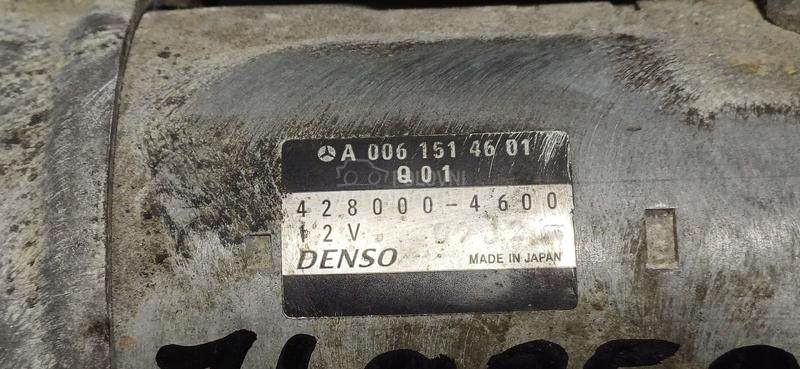 A 006 151 46 01
Q01
428000-4600
12V
DENSO MADE IN JAPAN